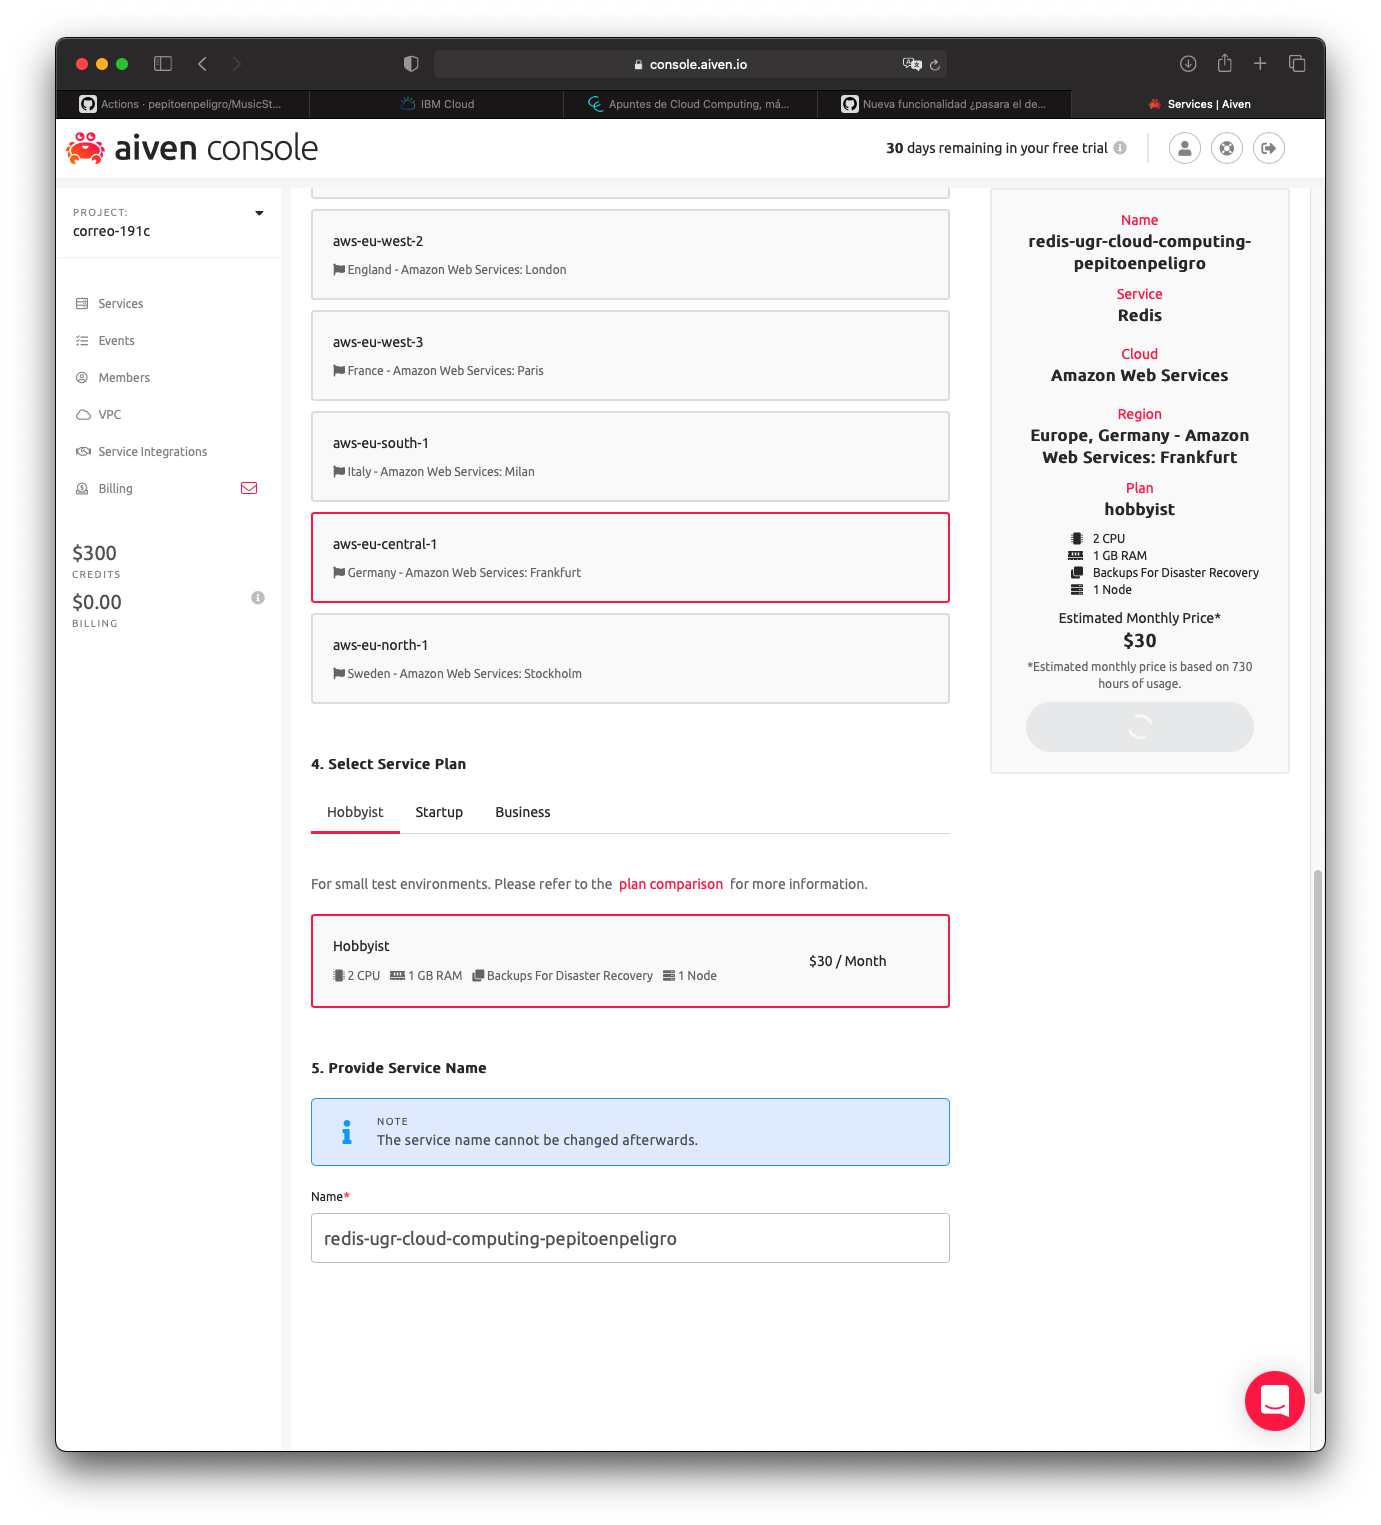 console.aiven.io
Actions · pepitoenpeligro/MusicSt...
IBM Cloud
Apuntes de Cloud Computing, má...
Nueva funcionalidad ¿pasara el de...
Services | Aiven
aiven console
30 days remaining in your free trial
PROJECT:
correo-191c
Services
Events
Members
VPC
Service Integrations
Billing
$300
CREDITS
$0.00
BILLING
aws-eu-west-2
England - Amazon Web Services: London
aws-eu-west-3
France - Amazon Web Services: Paris
aws-eu-south-1
Italy - Amazon Web Services: Milan
aws-eu-central-1
Germany - Amazon Web Services: Frankfurt
aws-eu-north-1
Sweden - Amazon Web Services: Stockholm
4. Select Service Plan
Hobbyist
Startup
Business
For small test environments. Please refer to the plan comparison for more information.
Hobbyist
2 CPU 1 GB RAM Backups For Disaster Recovery 1 Node
$30 / Month
5. Provide Service Name
NOTE
The service name cannot be changed afterwards.
Name*
redis-ugr-cloud-computing-pepitoenpeligro
Name
redis-ugr-cloud-computing-
pepitoenpeligro
Service
Redis
Cloud
Amazon Web Services
Region
Europe, Germany - Amazon
Web Services: Frankfurt
Plan
hobbyist
2 CPU
1 GB RAM
Backups For Disaster Recovery
1 Node
Estimated Monthly Price*
$30
*Estimated monthly price is based on 730
hours of usage.